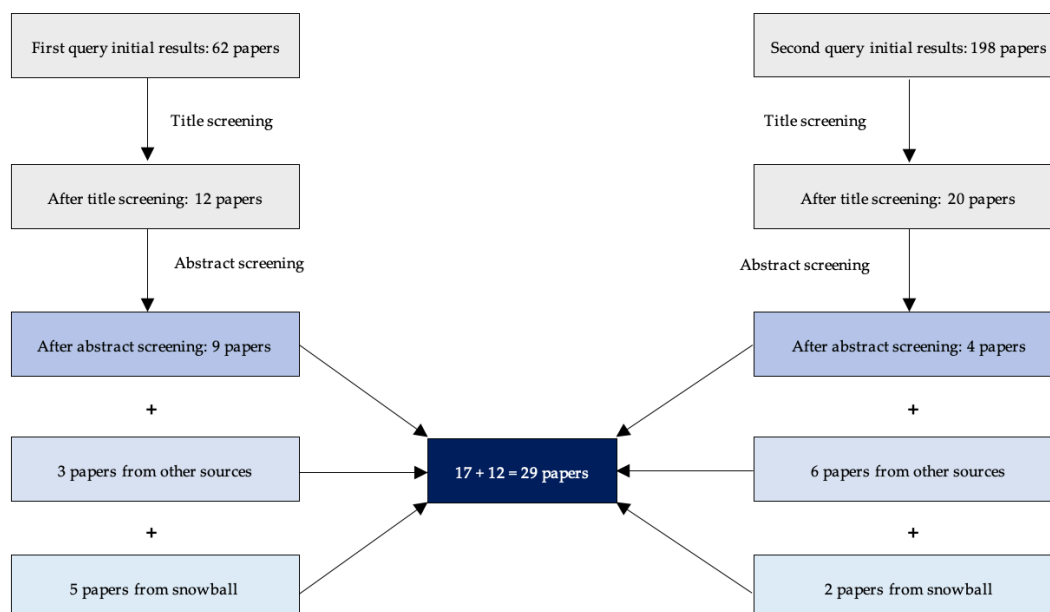 First query initial results: 62 papers
Second query initial results: 198 papers
Title screening
Title screening
After title screening: 12 papers
After title screening: 20 papers
Abstract screening
Abstract screening
After abstract screening: 9 papers
After abstract screening: 4 papers
+
+
3 papers from other sources
17 + 12 = 29 papers
6 papers from other sources
+
+
5 papers from snowball
2 papers from snowball